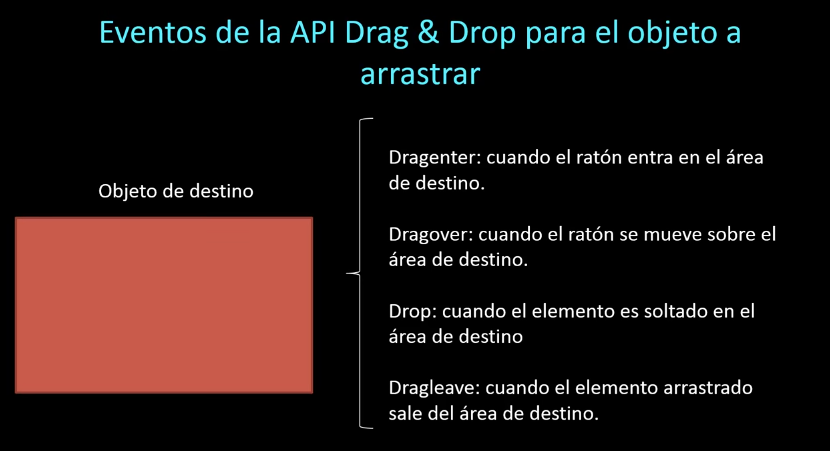 Eventos de la API Drag & Drop para el objeto a
arrastrar
Objeto de destino
Dragenter: cuando el ratón entra en el área
de destino.
Dragover: cuando el ratón se mueve sobre el
área de destino.
Drop: cuando el elemento es soltado en el
área de destino
Dragleave: cuando el elemento arrastrado
sale del área de destino.